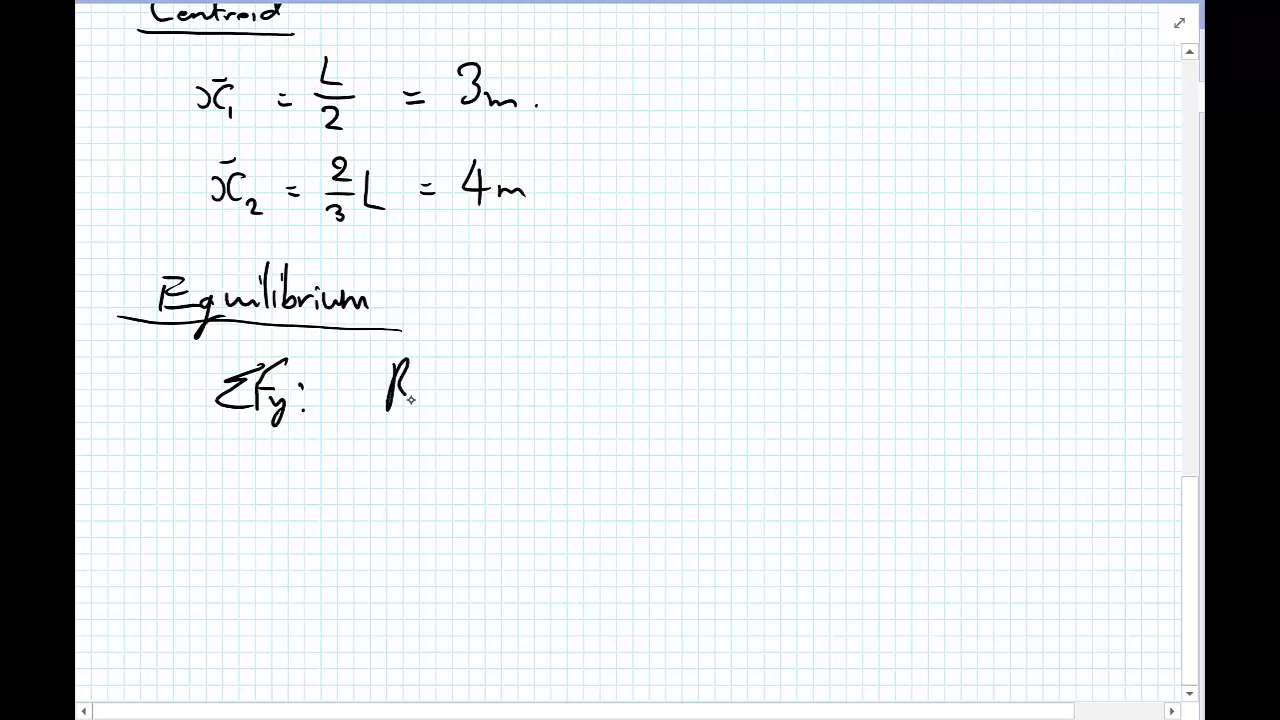 Centroid
x̄₁ = L/2 = 3m.
x̄₂ = 2/3 L = 4m
Equilibrium
ΣFy: R